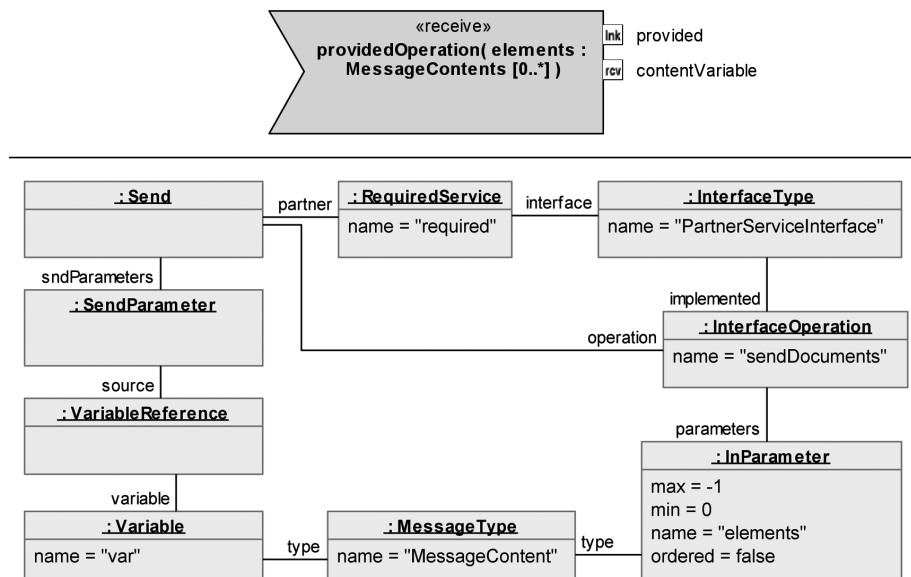 «receive»
providedOperation( elements :
MessageContents [0..*] )
lnk provided
rcv contentVariable
: Send
partner
: RequiredService
name = "required"
interface
: InterfaceType
name = "PartnerServiceInterface"
sndParameters
implemented
: SendParameter
operation
: InterfaceOperation
name = "sendDocuments"
source
: VariableReference
parameters
: InParameter
max = -1
min = 0
name = "elements"
ordered = false
variable
: Variable
name = "var"
type
: MessageType
name = "MessageContent"
type